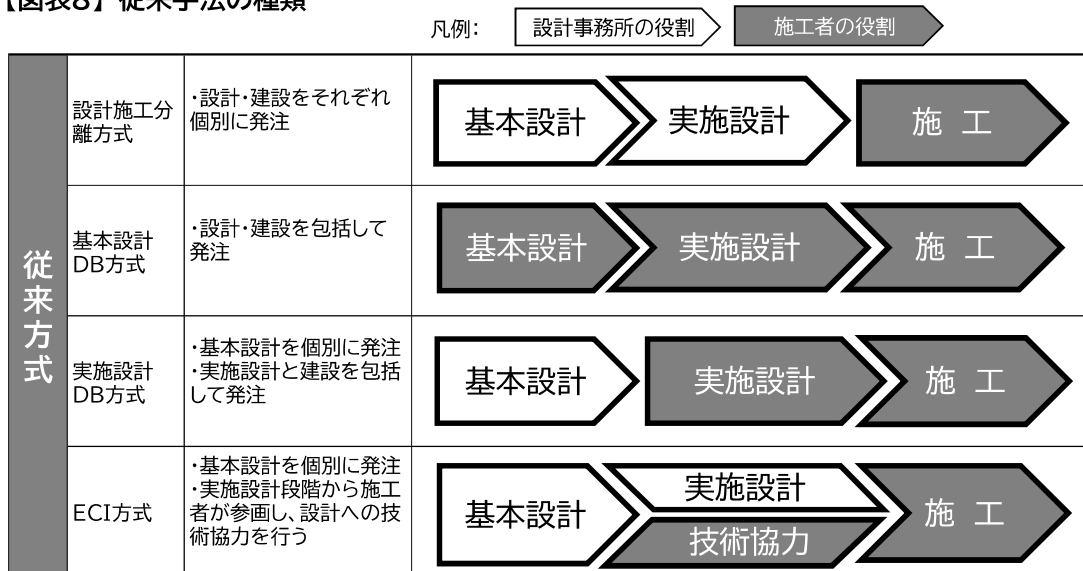 【図表8】従来手法の種類
凡例：
設計事務所の役割
施工者の役割
従来方式
設計施工分
離方式
・設計・建設をそれぞれ
個別に発注
基本設計
実施設計
施 工
基本設計
DB方式
・設計・建設を包括して
発注
基本設計
実施設計
施 工
実施設計
DB方式
・基本設計を個別に発注
・実施設計と建設を包括
して発注
基本設計
実施設計
施 工
ECI方式
・基本設計を個別に発注
・実施設計段階から施工
者が参画し、設計への技
術協力を行う
基本設計
実施設計
技術協力
施 工